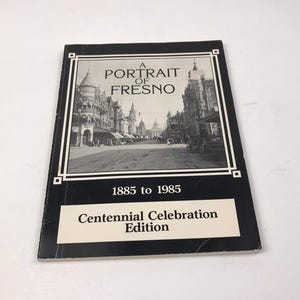 A
PORTRAIT
OF
FRESNO
1885 to 1985
Centennial Celebration
Edition